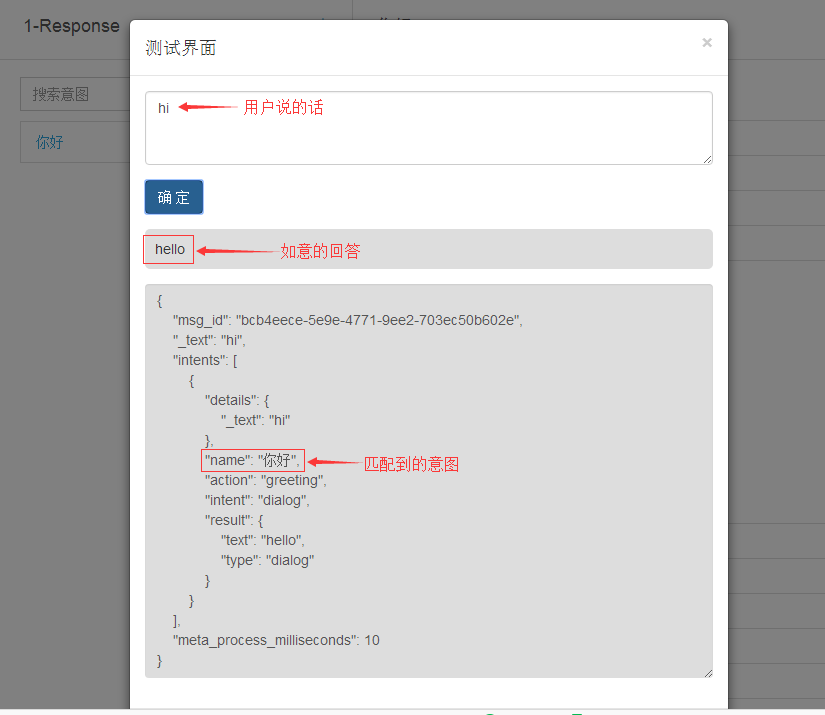 1-Response
测试界面
×
搜索意图
你好
hi
用户说的话
确定
hello
如意的回答
{
"msg_id": "bcb4eece-5e9e-4771-9ee2-703ec50b602e",
"_text": "hi",
"intents": [
{
"details": {
"_text": "hi"
},
"name": "你好",
匹配到的意图
"action": "greeting",
"intent": "dialog",
"result": {
"text": "hello",
"type": "dialog"
}
}
],
"meta_process_milliseconds": 10
}